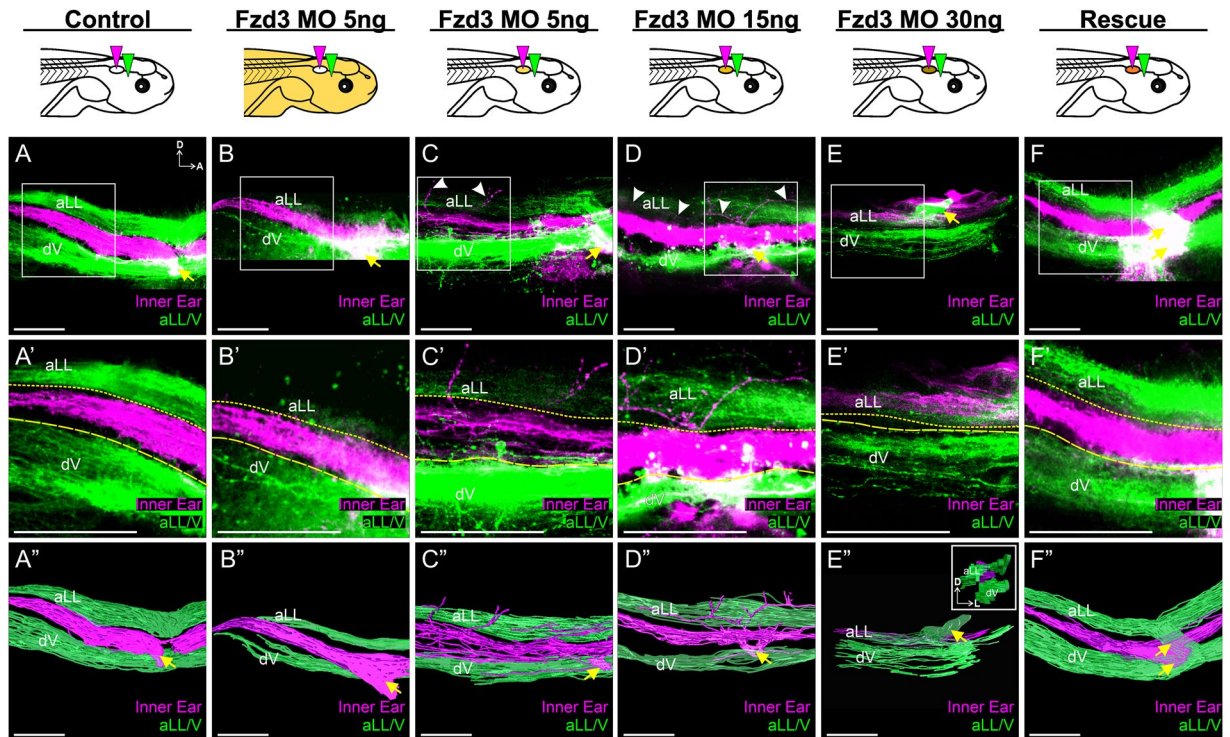 Control Fzd3 MO 5ng Fzd3 MO 5ng Fzd3 MO 15ng Fzd3 MO 30ng Rescue
A B C D E F
D
A
aLL aLL aLL aLL aLL aLL
dV dV dV dV dV dV
Inner Ear Inner Ear Inner Ear Inner Ear Inner Ear Inner Ear
aLL/V aLL/V aLL/V aLL/V aLL/V aLL/V
A’ B’ C’ D’ E’ F’
aLL aLL aLL aLL aLL aLL
dV dV dV dV dV dV
Inner Ear Inner Ear Inner Ear Inner Ear Inner Ear Inner Ear
aLL/V aLL/V aLL/V aLL/V aLL/V aLL/V
A” B” C” D” E” F”
aLL
dV
D
L
aLL aLL aLL aLL aLL aLL
dV dV dV dV dV dV
Inner Ear Inner Ear Inner Ear Inner Ear Inner Ear Inner Ear
aLL/V aLL/V aLL/V aLL/V aLL/V aLL/V